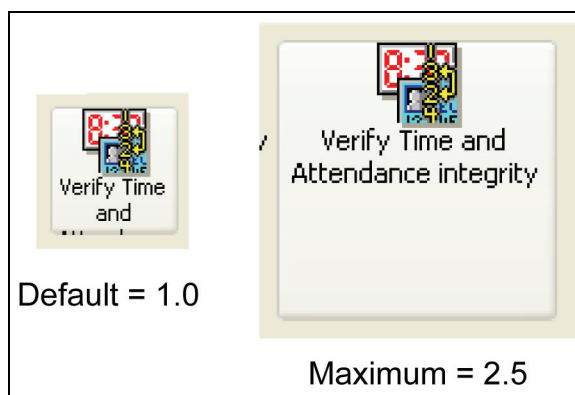 Verify Time
and
Default = 1.0
Verify Time and
Attendance integrity
Maximum = 2.5